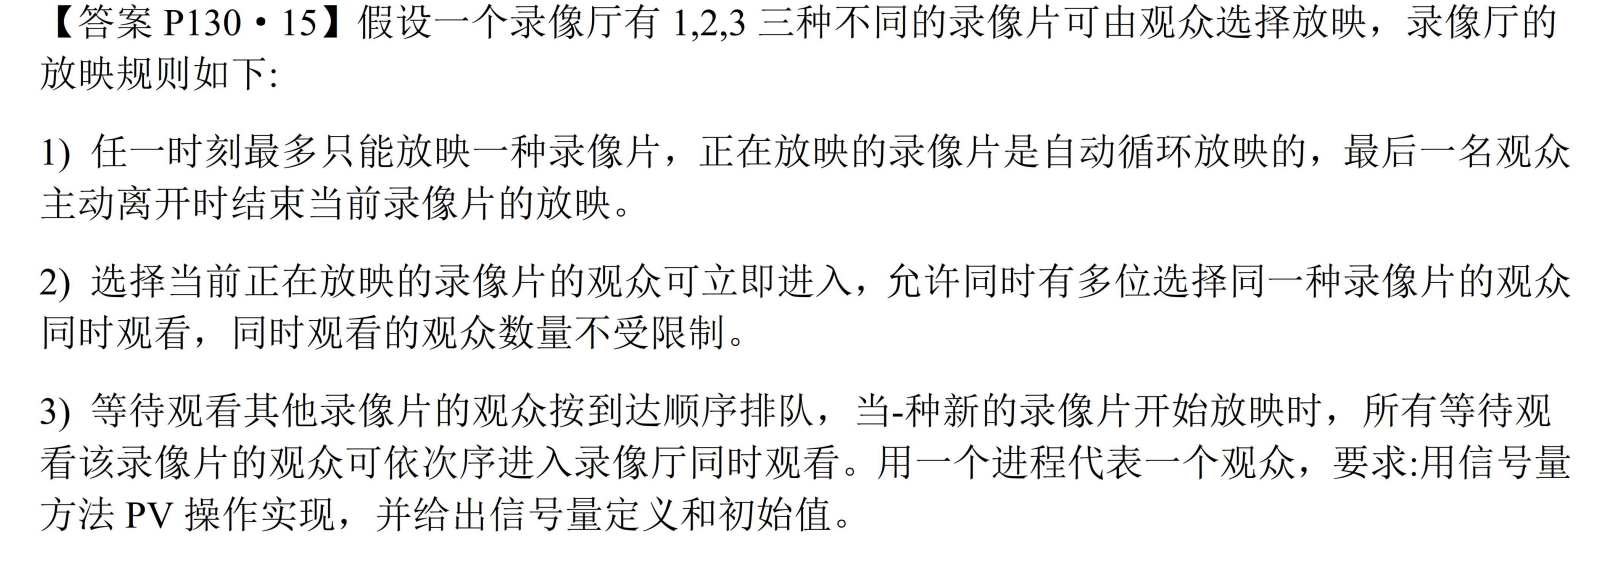 【答案 P130·15】假设一个录像厅有 1,2,3 三种不同的录像片可由观众选择放映，录像厅的
放映规则如下:
1) 任一时刻最多只能放映一种录像片，正在放映的录像片是自动循环放映的，最后一名观众
主动离开时结束当前录像片的放映。
2) 选择当前正在放映的录像片的观众可立即进入，允许同时有多位选择同一种录像片的观众
同时观看，同时观看的观众数量不受限制。
3) 等待观看其他录像片的观众按到达顺序排队，当-种新的录像片开始放映时，所有等待观
看该录像片的观众可依次序进入录像厅同时观看。用一个进程代表一个观众，要求:用信号量
方法 PV 操作实现，并给出信号量定义和初始值。